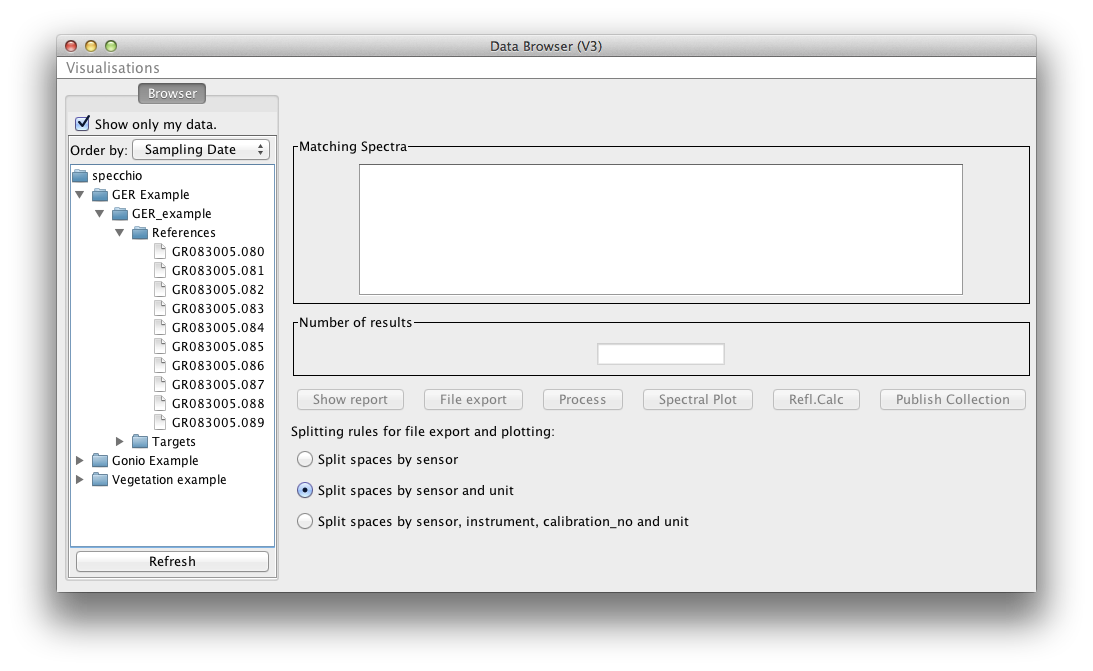 Data Browser (V3)
Visualisations
Browser
Show only my data.
Order by: Sampling Date
specchio
GER Example
GER_example
References
GR083005.080
GR083005.081
GR083005.082
GR083005.083
GR083005.084
GR083005.085
GR083005.086
GR083005.087
GR083005.088
GR083005.089
Targets
Gonio Example
Vegetation example
Refresh
Matching Spectra
Number of results
Show report File export Process Spectral Plot Refl.Calc Publish Collection
Splitting rules for file export and plotting:
Split spaces by sensor
Split spaces by sensor and unit
Split spaces by sensor, instrument, calibration_no and unit